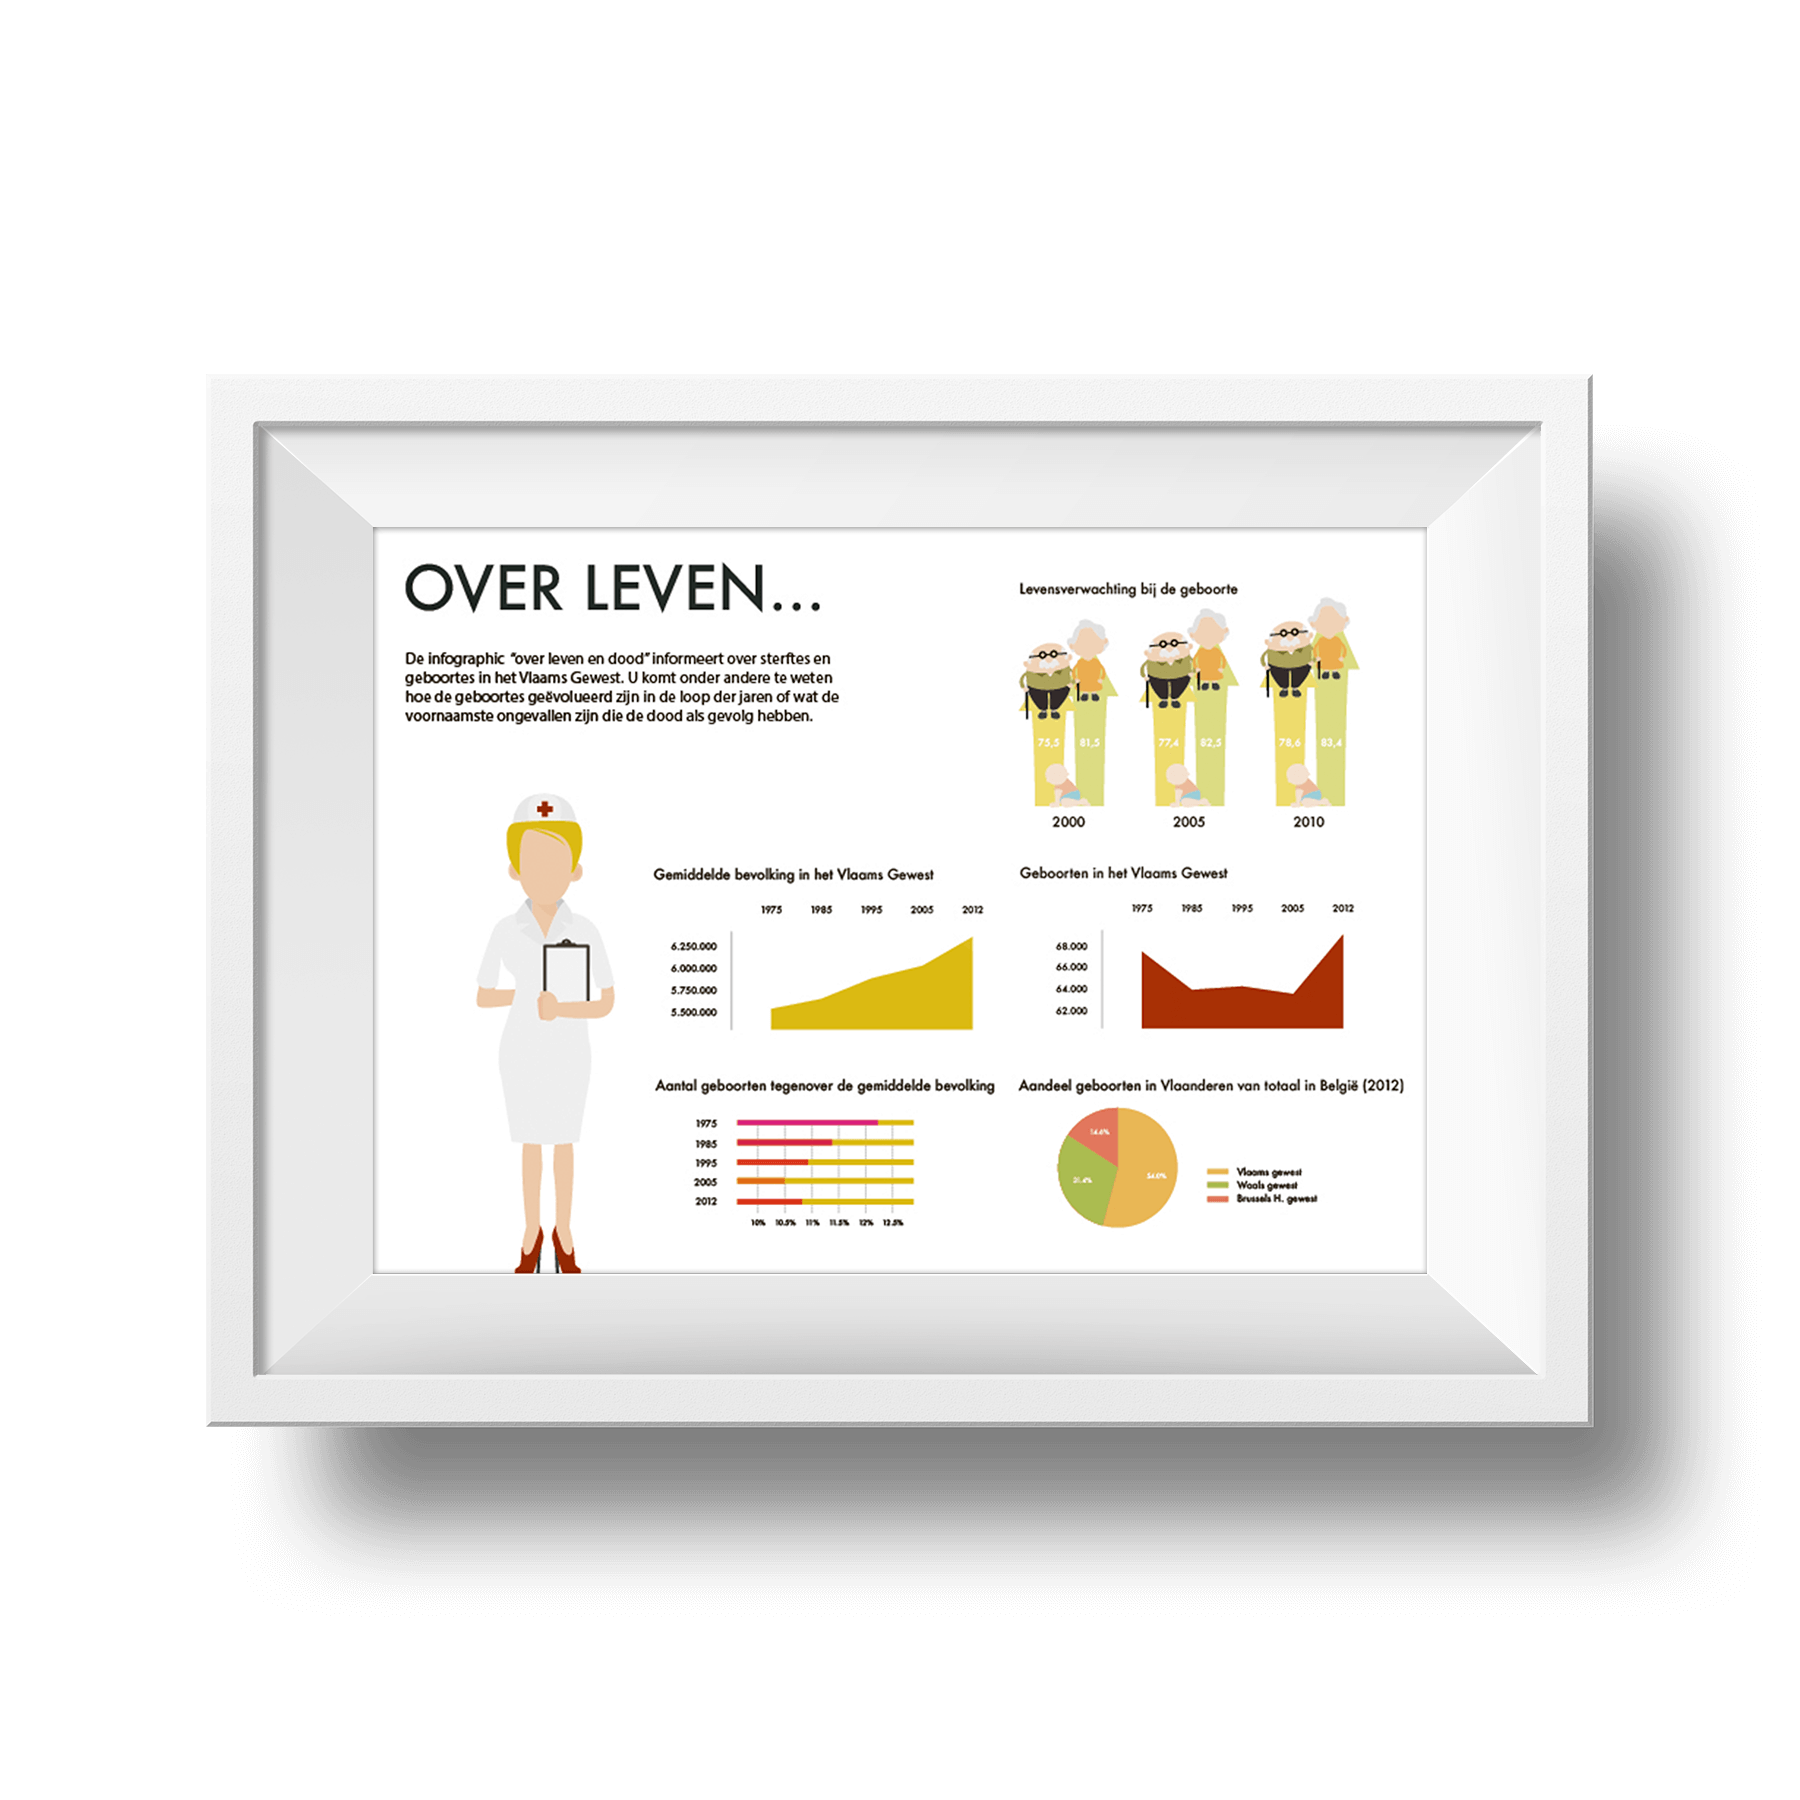 OVER LEVEN...
De infographic "over leven en dood" informeert over sterftes en
geboortes in het Vlaams Gewest. U komt onder andere te weten
hoe de geboortes geëvolueerd zijn in de loop der jaren of wat de
voornaamste ongevallen zijn die de dood als gevolg hebben.
Levensverwachting bij de geboorte
75,5 81,5 77,4 82,5 78,6 83,4
2000 2005 2010
Gemiddelde bevolking in het Vlaams Gewest
1975 1985 1995 2005 2012
6.250.000
6.000.000
5.750.000
5.500.000
Geboorten in het Vlaams Gewest
1975 1985 1995 2005 2012
68.000
66.000
64.000
62.000
Aantal geboorten tegenover de gemiddelde bevolking
1975
1985
1995
2005
2012
10% 10.5% 11% 11.5% 12% 12.5%
Aandeel geboorten in Vlaanderen van totaal in België (2012)
14.6%
31.4%
54.0%
Vlaams gewest
Waals gewest
Brussels H. gewest